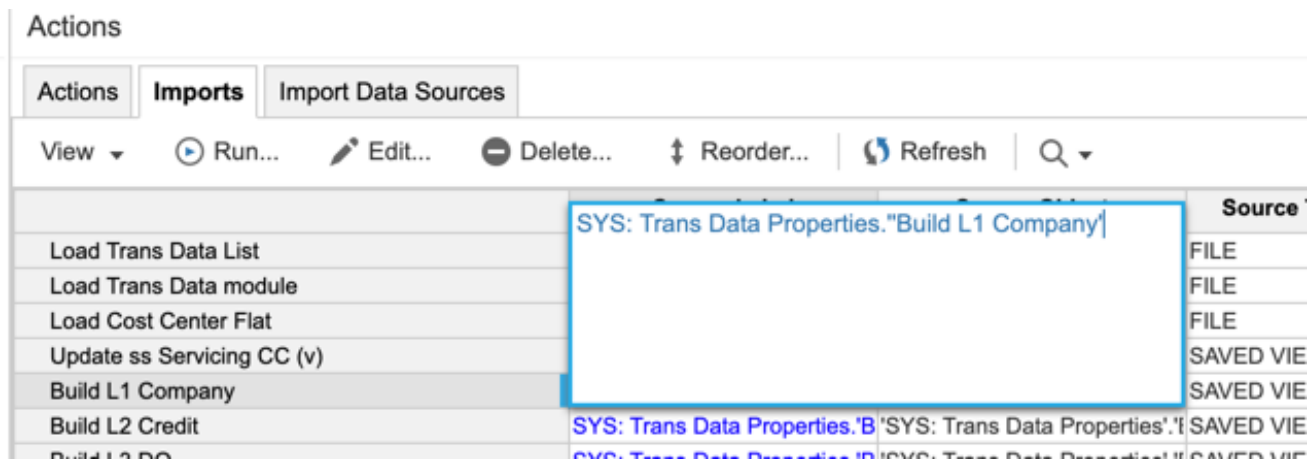 Actions
Actions Imports Import Data Sources
View Run... Edit... Delete... Reorder... Refresh
Source
SYS: Trans Data Properties."Build L1 Company'
Load Trans Data List FILE
Load Trans Data module FILE
Load Cost Center Flat FILE
Update ss Servicing CC (v) SAVED VIE
Build L1 Company SAVED VIE
Build L2 Credit SYS: Trans Data Properties.'B 'SYS: Trans Data Properties'.' SAVED VIE